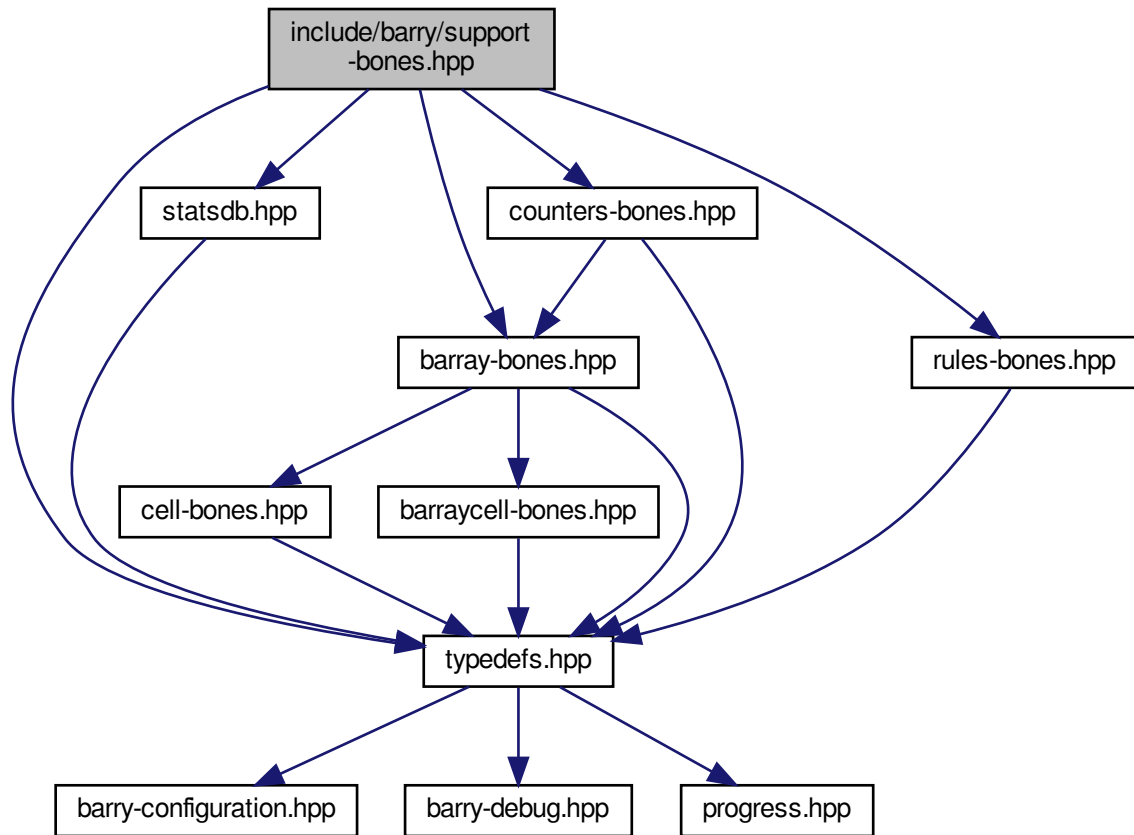 include/barry/support
-bones.hpp
statsdb.hpp
counters-bones.hpp
barray-bones.hpp
rules-bones.hpp
cell-bones.hpp
barraycell-bones.hpp
typedefs.hpp
barry-configuration.hpp
barry-debug.hpp
progress.hpp